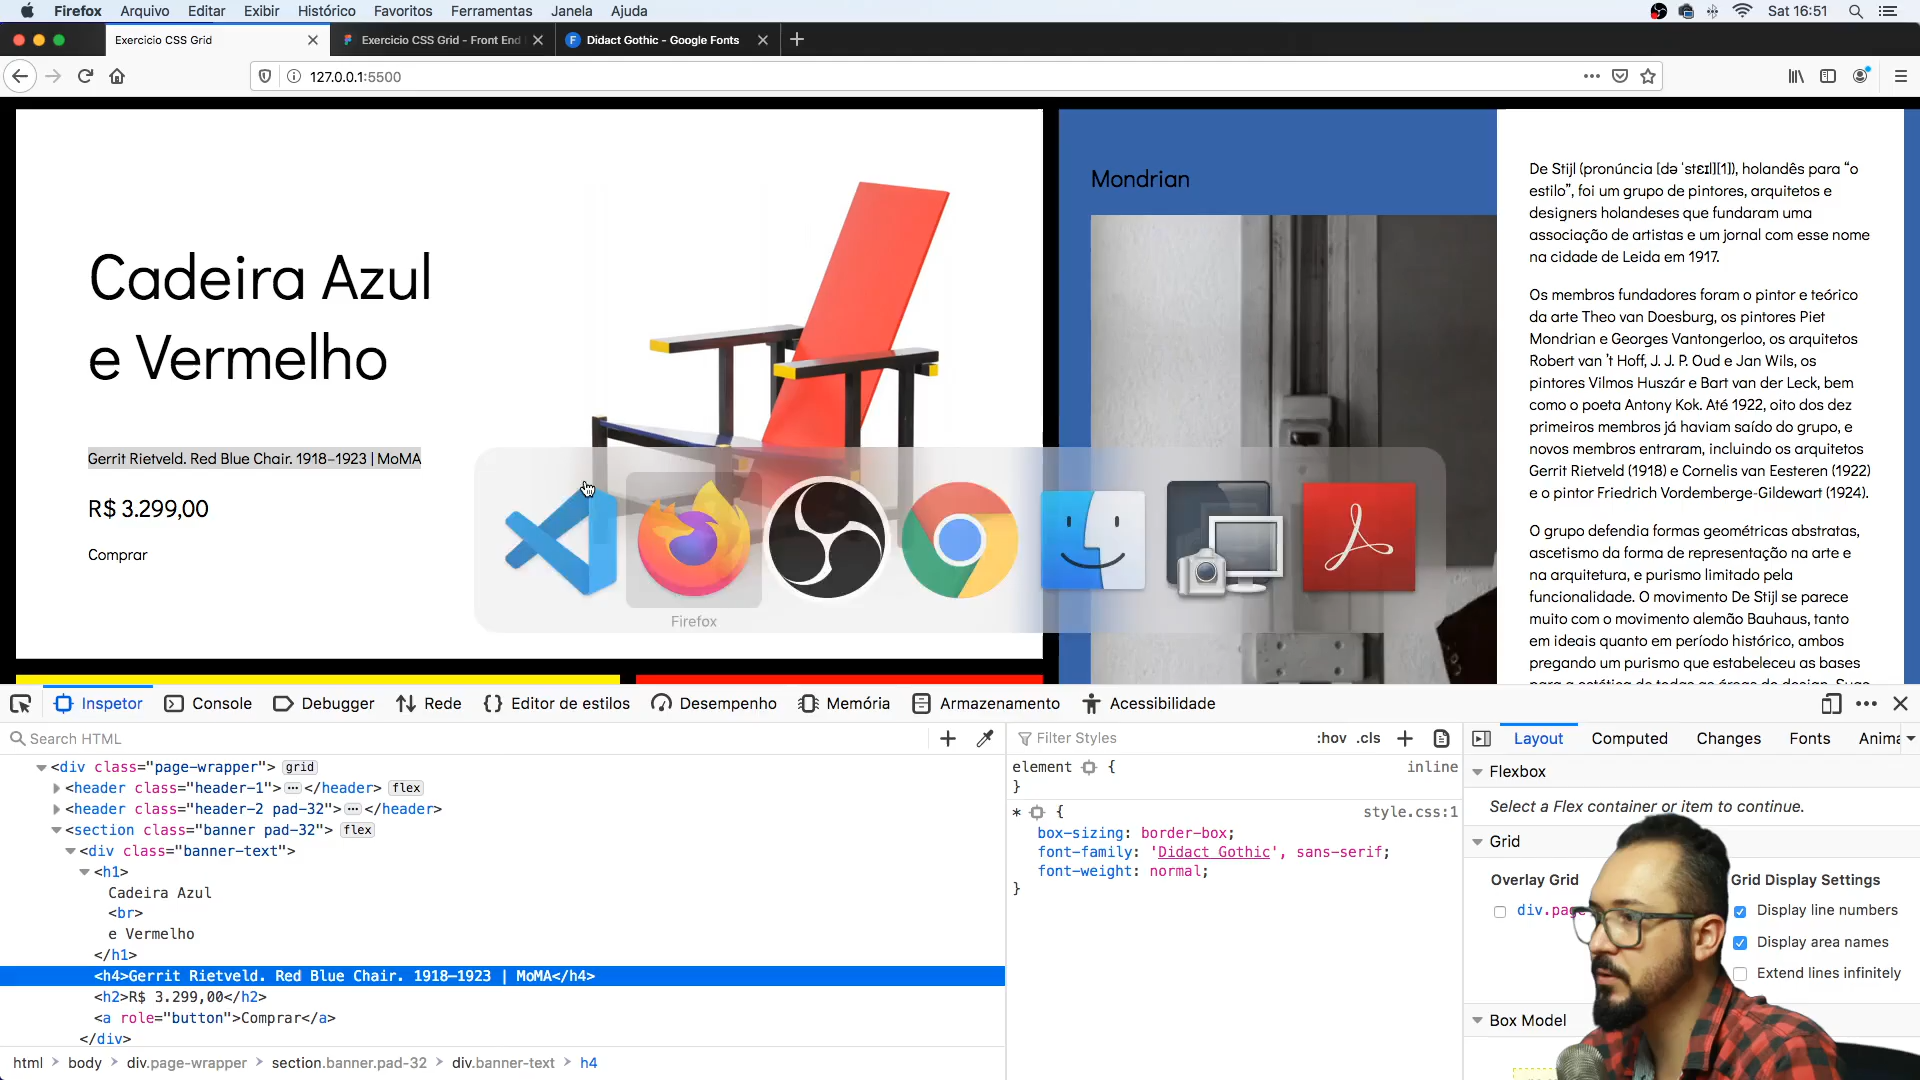 Firefox Arquivo Editar Exibir Histórico Favoritos Ferramentas Janela Ajuda Sat 16:51
Exercicio CSS Grid
Exercicio CSS Grid - Front End
Didact Gothic - Google Fonts
127.0.0.1:5500
Cadeira Azul
e Vermelho
Gerrit Rietveld. Red Blue Chair. 1918–1923 | MoMA
R$ 3.299,00
Comprar
Mondrian
De Stijl (pronúncia [də ˈstɛɪl][1]), holandês para “o
estilo”, foi um grupo de pintores, arquitetos e
designers holandeses que fundaram uma
associação de artistas e um jornal com esse nome
na cidade de Leida em 1917.
Os membros fundadores foram o pintor e teórico
da arte Theo van Doesburg, os pintores Piet
Mondrian e Georges Vantongerloo, os arquitetos
Robert van ’t Hoff, J. J. P. Oud e Jan Wils, os
pintores Vilmos Huszár e Bart van der Leck, bem
como o poeta Antony Kok. Até 1922, oito dos dez
primeiros membros já haviam saído do grupo, e
novos membros entraram, incluindo os arquitetos
Gerrit Rietveld (1918) e Cornelis van Eesteren (1922)
e o pintor Friedrich Vordemberge-Gildewart (1924).
O grupo defendia formas geométricas abstratas,
ascetismo da forma de representação na arte e
na arquitetura, e purismo limitado pela
funcionalidade. O movimento De Stijl se parece
muito com o movimento alemão Bauhaus, tanto
em ideais quanto em período histórico, ambos
pregando um purismo que estabeleceu as bases
Firefox
Inspetor Console Debugger Rede Editor de estilos Desempenho Memória Armazenamento Acessibilidade
Search HTML
<div class="page-wrapper"> grid
<header class="header-1"> </header> flex
<header class="header-2 pad-32"> </header>
<section class="banner pad-32"> flex
<div class="banner-text">
<h1>
Cadeira Azul
<br>
e Vermelho
</h1>
<h4>Gerrit Rietveld. Red Blue Chair. 1918–1923 | MoMA</h4>
<h2>R$ 3.299,00</h2>
<a role="button">Comprar</a>
</div>
html > body > div.page-wrapper > section.banner.pad-32 > div.banner-text > h4
Filter Styles :hov .cls
element { inline
}
* { style.css:1
box-sizing: border-box;
font-family: 'Didact Gothic', sans-serif;
font-weight: normal;
}
Layout Computed Changes Fonts
Flexbox
Select a Flex container or item to continue.
Grid
Overlay Grid
Grid Display Settings
Display line numbers
Display area names
Extend lines infinitely
Box Model